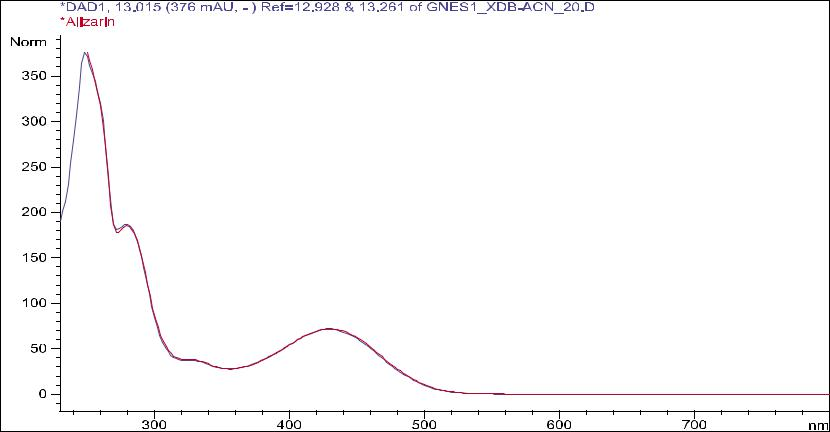 *DAD1, 13.015 (376 mAU, - ) Ref=12.928 & 13.261 of GNES1_XDB-ACN_20.D
*Alizarin
Norm
350
300
250
200
150
100
50
0
300 400 500 600 700 nm